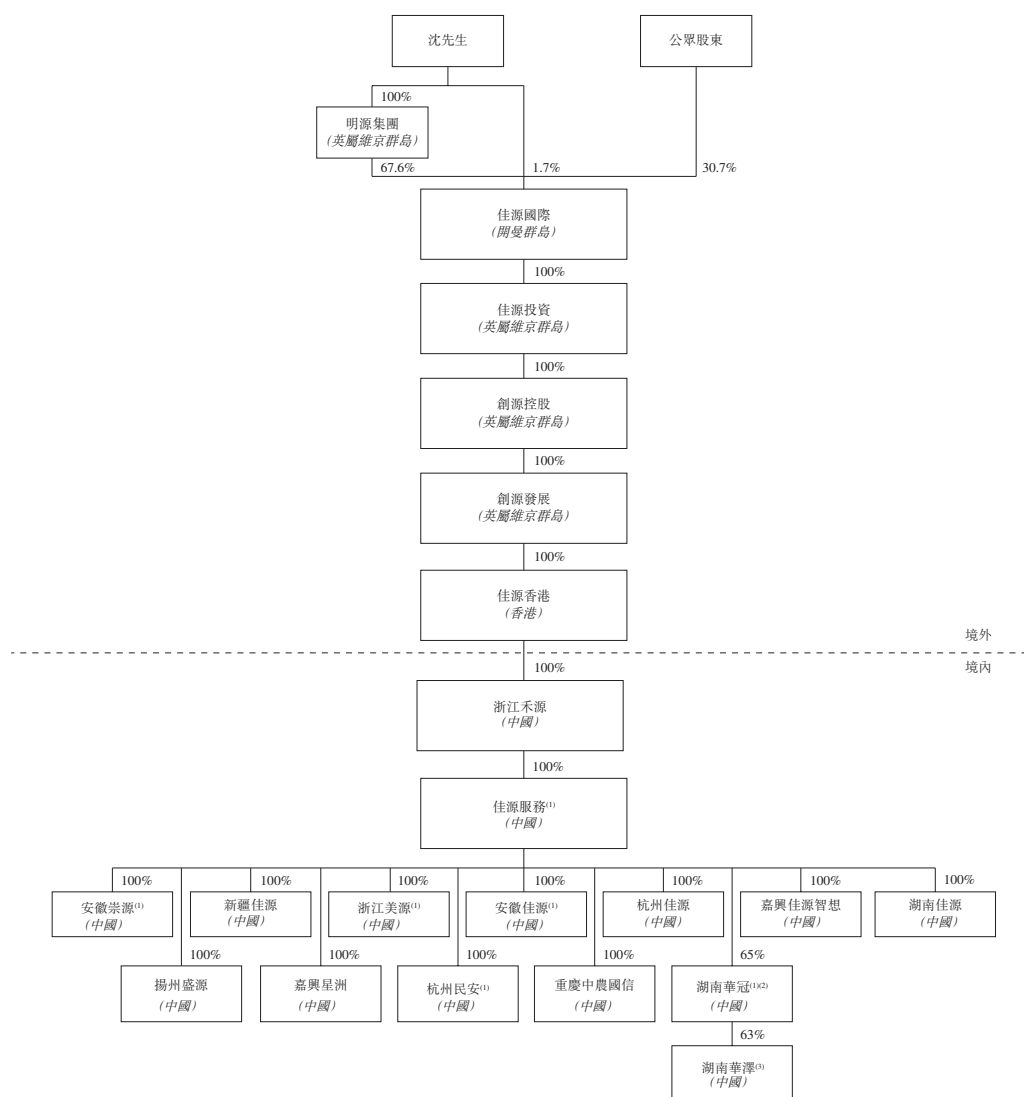 沈先生
公眾股東
100%
明源集團
(英屬維京群島)
67.6%
1.7%
30.7%
佳源國際
(開曼群島)
100%
佳源投資
(英屬維京群島)
100%
創源控股
(英屬維京群島)
100%
創源發展
(英屬維京群島)
100%
佳源香港
(香港)
境外
境內
100%
浙江禾源
(中國)
100%
佳源服務(1)
(中國)
100%
100%
100%
100%
100%
100%
100%
安徽崇源(1)
(中國)
新疆佳源
(中國)
浙江美源(1)
(中國)
安徽佳源(1)
(中國)
杭州佳源
(中國)
嘉興佳源智想
(中國)
湖南佳源
(中國)
100%
100%
100%
100%
65%
揚州盛源
(中國)
嘉興星洲
(中國)
杭州民安(1)
(中國)
重慶中農國信
(中國)
湖南華冠(1)(2)
(中國)
63%
湖南華澤(3)
(中國)